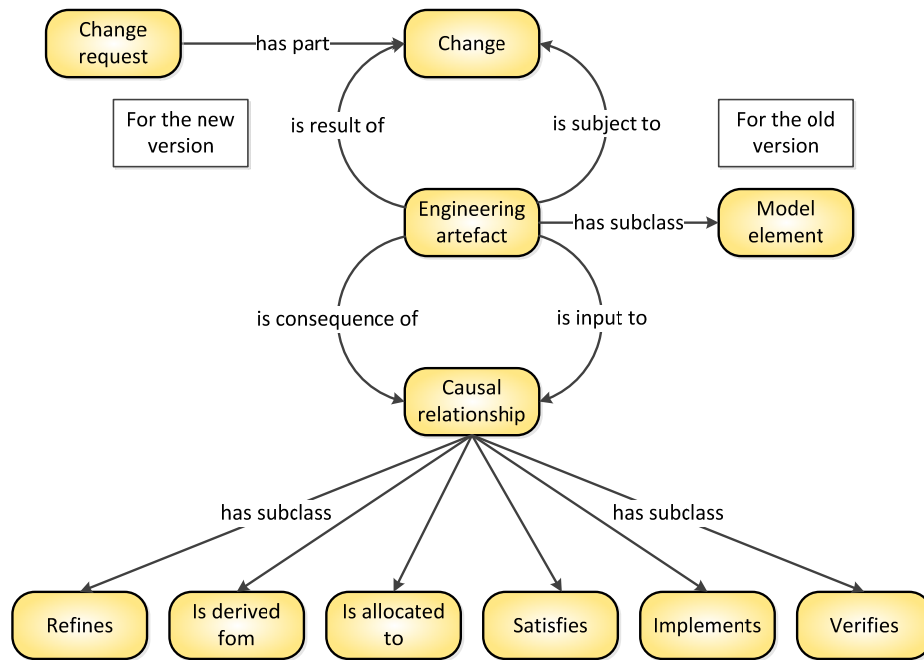 Change
request
has part
Change
For the new
version
is result of
is subject to
For the old
version
Engineering
artefact
has subclass
Model
element
is consequence of
is input to
Causal
relationship
has subclass
has subclass
Refines
Is derived
fom
Is allocated
to
Satisfies
Implements
Verifies